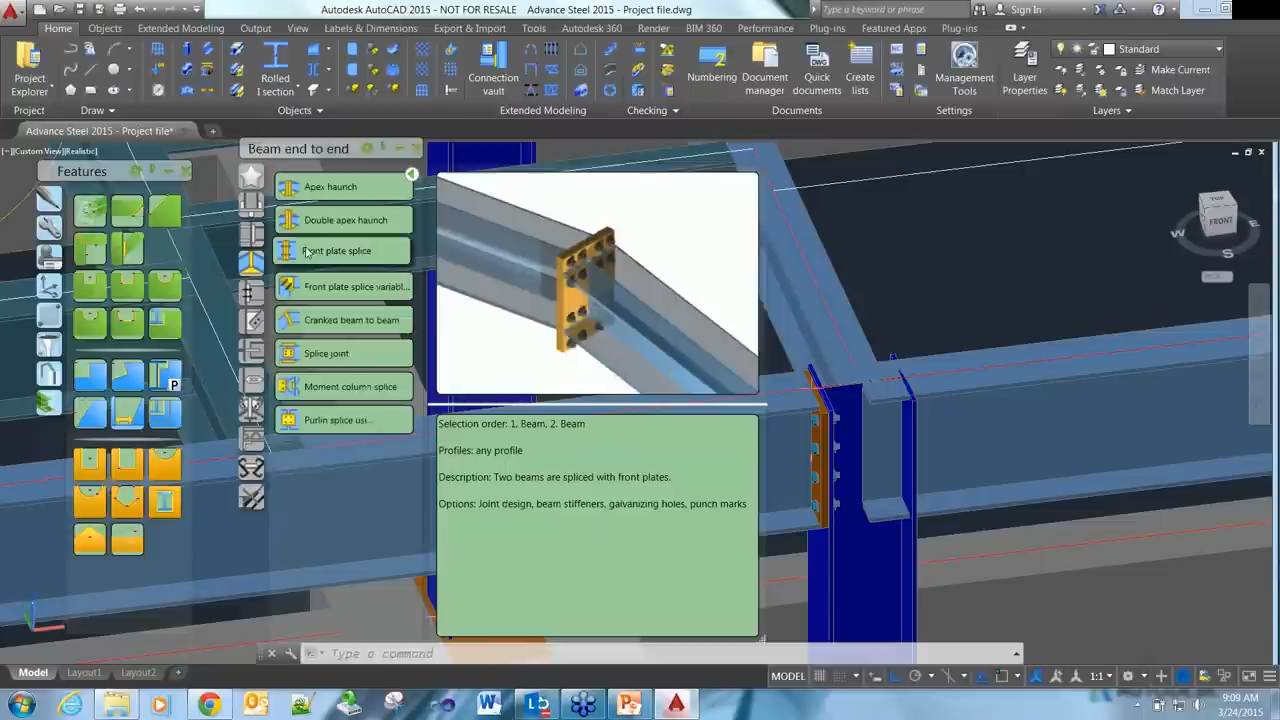 Autodesk AutoCAD 2015 - NOT FOR RESALE Advance Steel 2015 - Project file.dwg
Type a keyword or phrase
Sign In
Home Objects Extended Modeling Output View Labels & Dimensions Export & Import Tools Autodesk 360 Render BIM 360 Performance Plug-ins Featured Apps Plug-ins
Project Explorer
Rolled I section
Connection vault
Numbering
Document manager
Quick documents
Create lists
Management Tools
Layer Properties
Standard
Make Current
Match Layer
Project Draw Objects Extended Modeling Checking Documents Settings Layers
Advance Steel 2015 - Project file*
[−][Custom View][Realistic]
Features
P
Beam end to end
Apex haunch
Double apex haunch
Front plate splice
Front plate splice variabl...
Cranked beam to beam
Splice joint
Moment column splice
Purlin splice usi...
Selection order: 1. Beam, 2. Beam
Profiles: any profile
Description: Two beams are spliced with front plates.
Options: Joint design, beam stiffeners, galvanizing holes, punch marks
TOP
FRONT
W
E
Type a command
Model Layout1 Layout2 +
MODEL
1:1
9:09 AM
3/24/2015